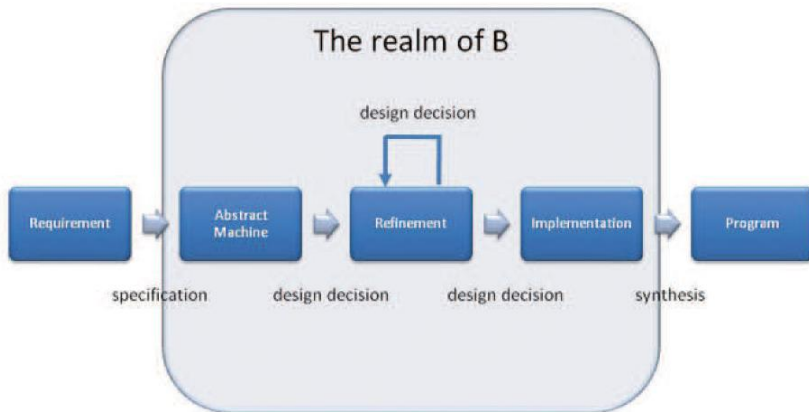 The realm of B
design decision
Requirement
Abstract
Machine
Refinement
Implementation
Program
specification
design decision
design decision
synthesis